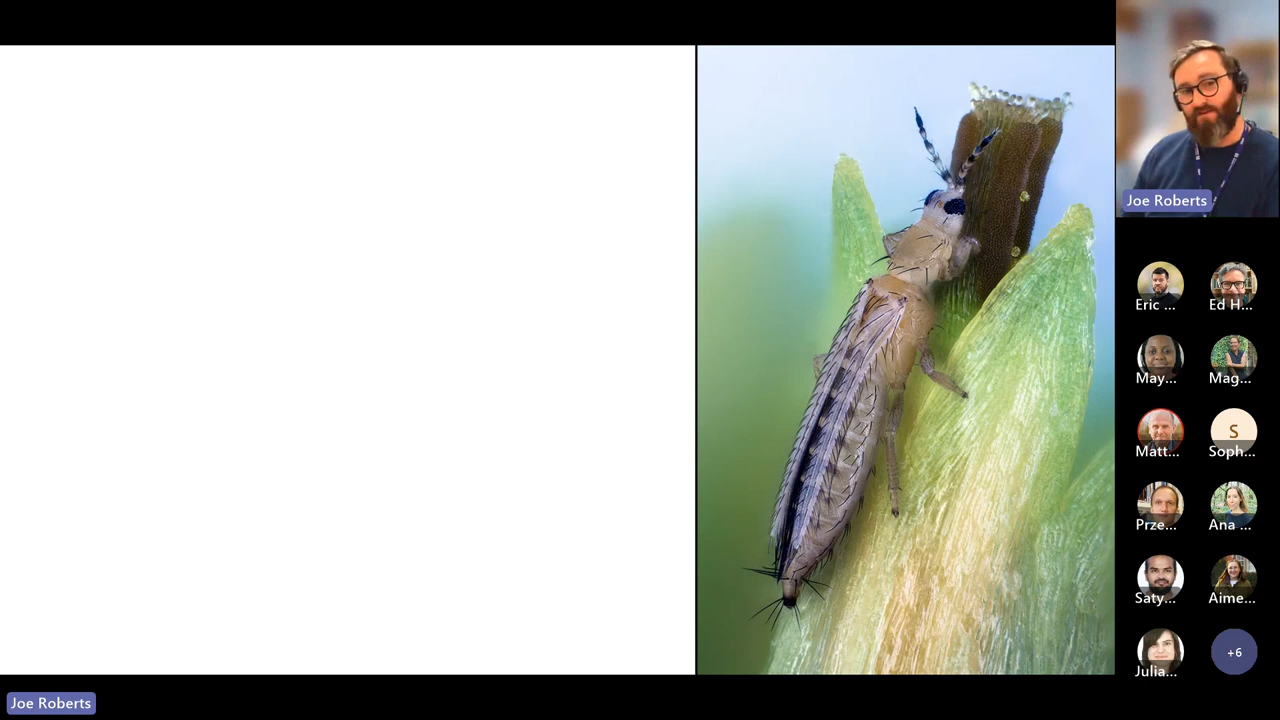 Joe Roberts
Eric ...
Ed H...
May...
Mag...
Matt...
S
Soph...
Prze...
Ana ...
Saty...
Aime...
Julia...
+6
Joe Roberts